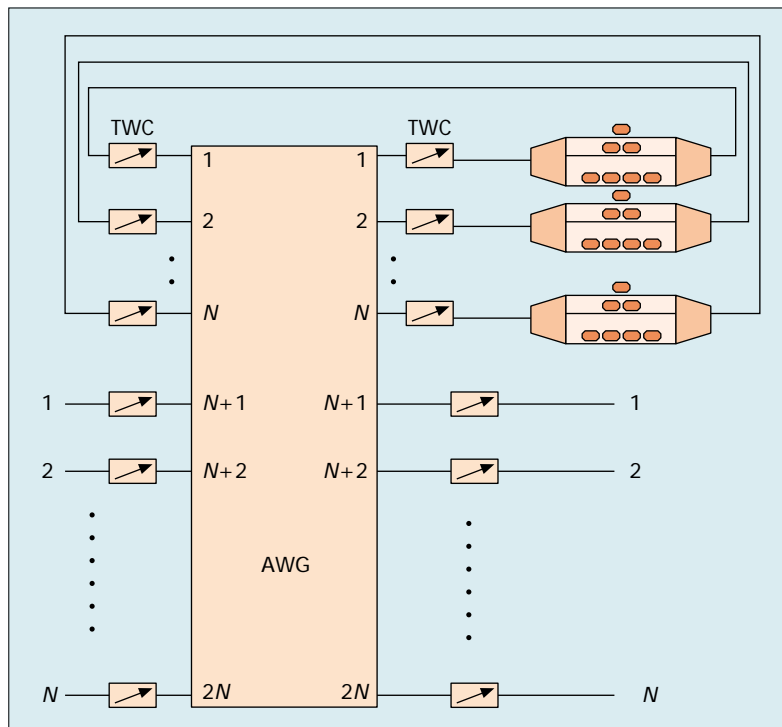 TWC TWC
1 1
2 2
N N
1 N+1 N+1 1
2 N+2 N+2 2
AWG
N 2N 2N N